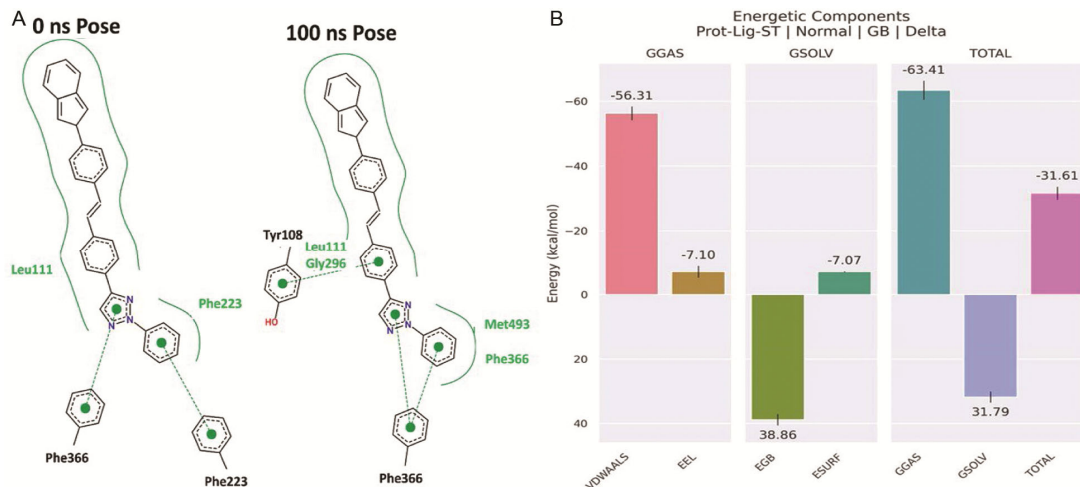 A
0 ns Pose
100 ns Pose
Leu111
Phe223
N
N
N
Phe366
Phe223
Tyr108
HO
Leu111
Gly296
N
N
N
Met493
Phe366
Phe366
B
Energetic Components
Prot-Lig-ST | Normal | GB | Delta
GGAS
GSOLV
TOTAL
Energy (kcal/mol)
−60
−40
−20
0
20
40
-56.31
-7.10
38.86
-7.07
-63.41
31.79
-31.61
VDWAALS
EEL
EGB
ESURF
GGAS
GSOLV
TOTAL